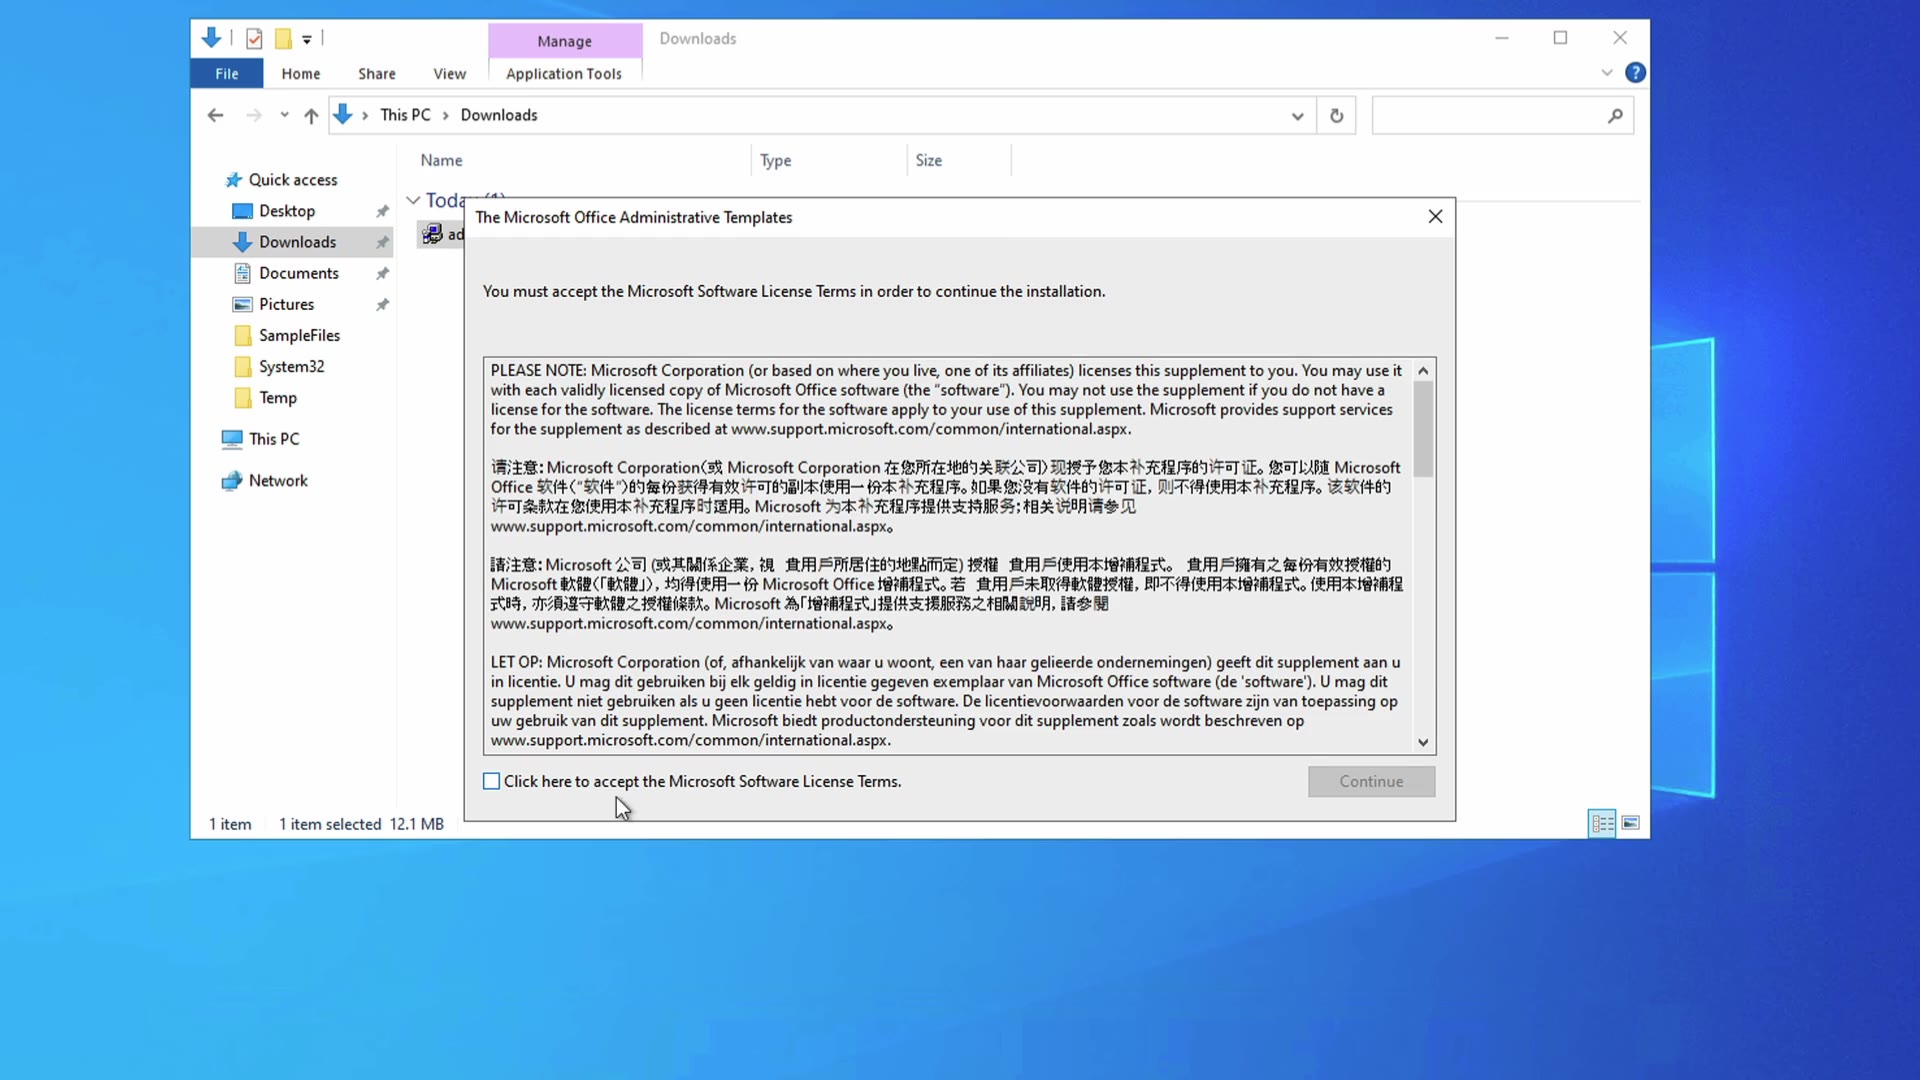 Manage
Downloads
File
Home
Share
View
Application Tools
This PC
Downloads
Name
Type
Size
Quick access
Desktop
Downloads
Documents
Pictures
SampleFiles
System32
Temp
This PC
Network
The Microsoft Office Administrative Templates
You must accept the Microsoft Software License Terms in order to continue the installation.
PLEASE NOTE: Microsoft Corporation (or based on where you live, one of its affiliates) licenses this supplement to you. You may use it
with each validly licensed copy of Microsoft Office software (the “software”). You may not use the supplement if you do not have a
license for the software. The license terms for the software apply to your use of this supplement. Microsoft provides support services
for the supplement as described at www.support.microsoft.com/common/international.aspx.
请注意：Microsoft Corporation（或 Microsoft Corporation 在您所在地的关联公司）现授予您本补充程序的许可证。您可以随 Microsoft
Office 软件（“软件”）的每份获得有效许可的副本使用一份本补充程序。如果您没有软件的许可证，则不得使用本补充程序。该软件的
许可条款在您使用本补充程序时适用。Microsoft 为本补充程序提供支持服务；相关说明请参见
www.support.microsoft.com/common/international.aspx。
請注意：Microsoft 公司 (或其關係企業，視 貴用戶所居住的地點而定) 授權 貴用戶使用本增補程式。 貴用戶擁有之每份有效授權的
Microsoft 軟體（「軟體」），均得使用一份 Microsoft Office 增補程式。若 貴用戶未取得軟體授權，即不得使用本增補程式。使用本增補程
式時，亦須遵守軟體之授權條款。Microsoft 為「增補程式」提供支援服務之相關說明，請參閱
www.support.microsoft.com/common/international.aspx。
LET OP: Microsoft Corporation (of, afhankelijk van waar u woont, een van haar gelieerde ondernemingen) geeft dit supplement aan u
in licentie. U mag dit gebruiken bij elk geldig in licentie gegeven exemplaar van Microsoft Office software (de 'software'). U mag dit
supplement niet gebruiken als u geen licentie hebt voor de software. De licentievoorwaarden voor de software zijn van toepassing op
uw gebruik van dit supplement. Microsoft biedt productondersteuning voor dit supplement zoals wordt beschreven op
www.support.microsoft.com/common/international.aspx.
Click here to accept the Microsoft Software License Terms.
Continue
1 item
1 item selected 12.1 MB